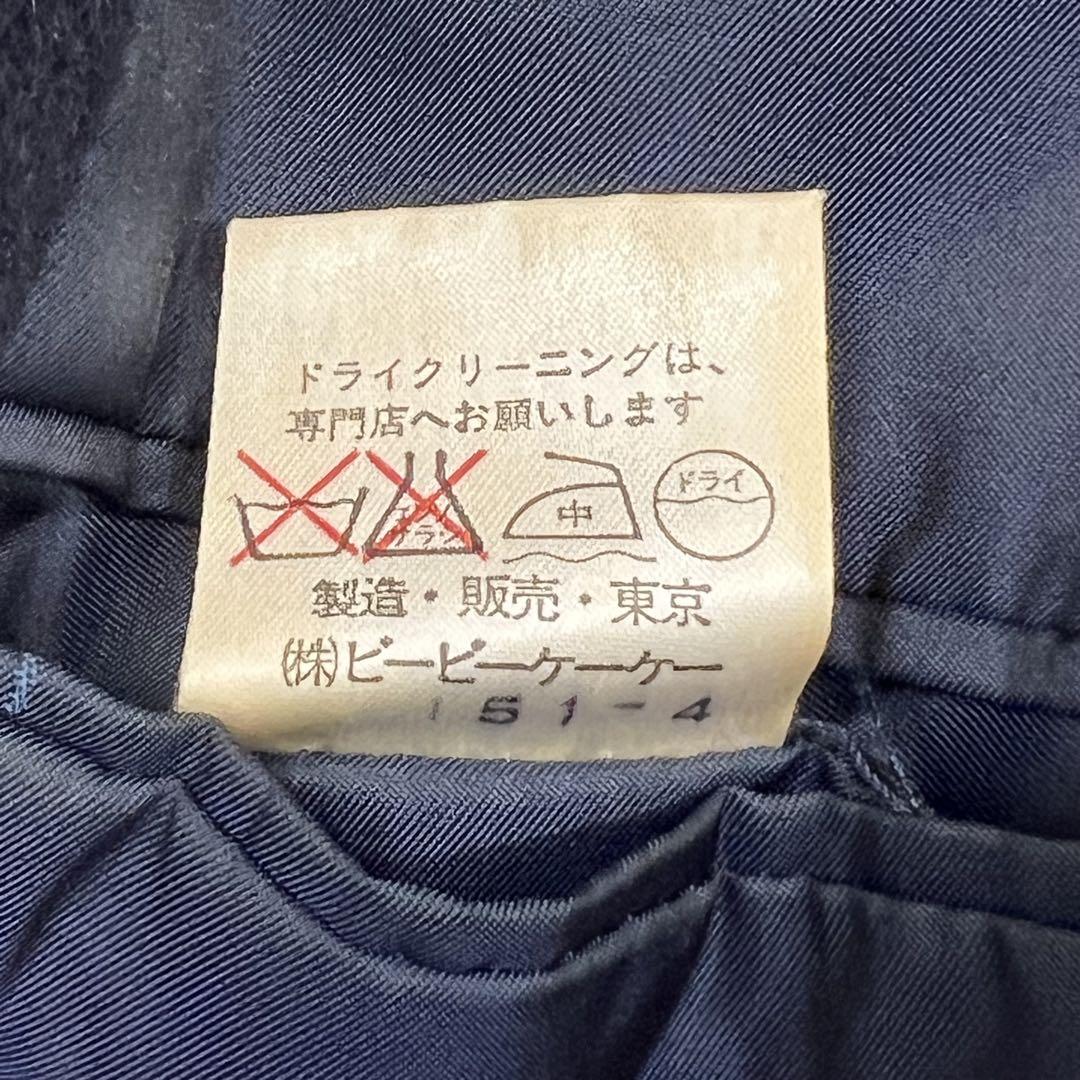 ドライクリーニングは、
専門店へお願いします
中 ドライ
製造・販売・東京
(株)ビービーケーケー
151-4